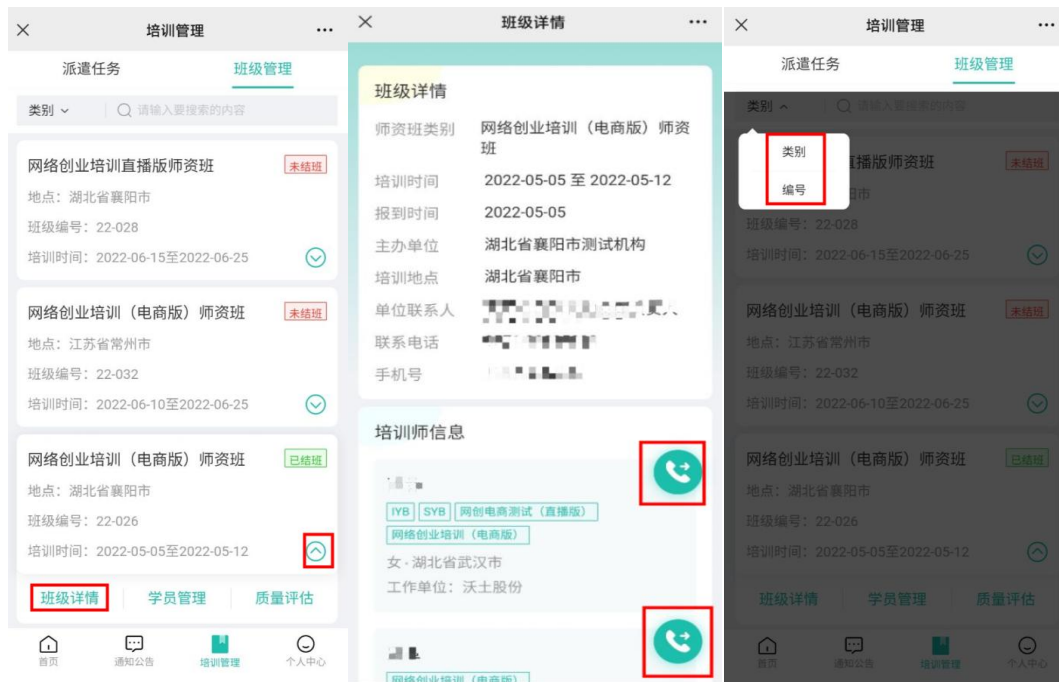 培训管理
派遣任务 班级管理
类别 请输入要搜索的内容
网络创业培训直播版师资班 未结班
地点：湖北省襄阳市
班级编号：22-028
培训时间：2022-06-15至2022-06-25
网络创业培训（电商版）师资班 未结班
地点：江苏省常州市
班级编号：22-032
培训时间：2022-06-10至2022-06-25
网络创业培训（电商版）师资班 已结班
地点：湖北省襄阳市
班级编号：22-026
培训时间：2022-05-05至2022-05-12
班级详情 学员管理 质量评估
首页 通知公告 培训管理 个人中心
班级详情
班级详情
师资班类别 网络创业培训（电商版）师资
班
培训时间 2022-05-05 至 2022-05-12
报到时间 2022-05-05
主办单位 湖北省襄阳市测试机构
培训地点 湖北省襄阳市
单位联系人
联系电话
手机号
培训师信息
IYB SYB 网创电商测试（直播版）
网络创业培训（电商版）
女 · 湖北省武汉市
工作单位：沃土股份
网络创业培训（电商版）
培训管理
派遣任务 班级管理
类别 请输入要搜索的内容
类别
编号
直播版师资班 未结班
市
班级编号：22-028
培训时间：2022-06-15至2022-06-25
网络创业培训（电商版）师资班 未结班
地点：江苏省常州市
班级编号：22-032
培训时间：2022-06-10至2022-06-25
网络创业培训（电商版）师资班 已结班
地点：湖北省襄阳市
班级编号：22-026
培训时间：2022-05-05至2022-05-12
班级详情 学员管理 质量评估
首页 通知公告 培训管理 个人中心